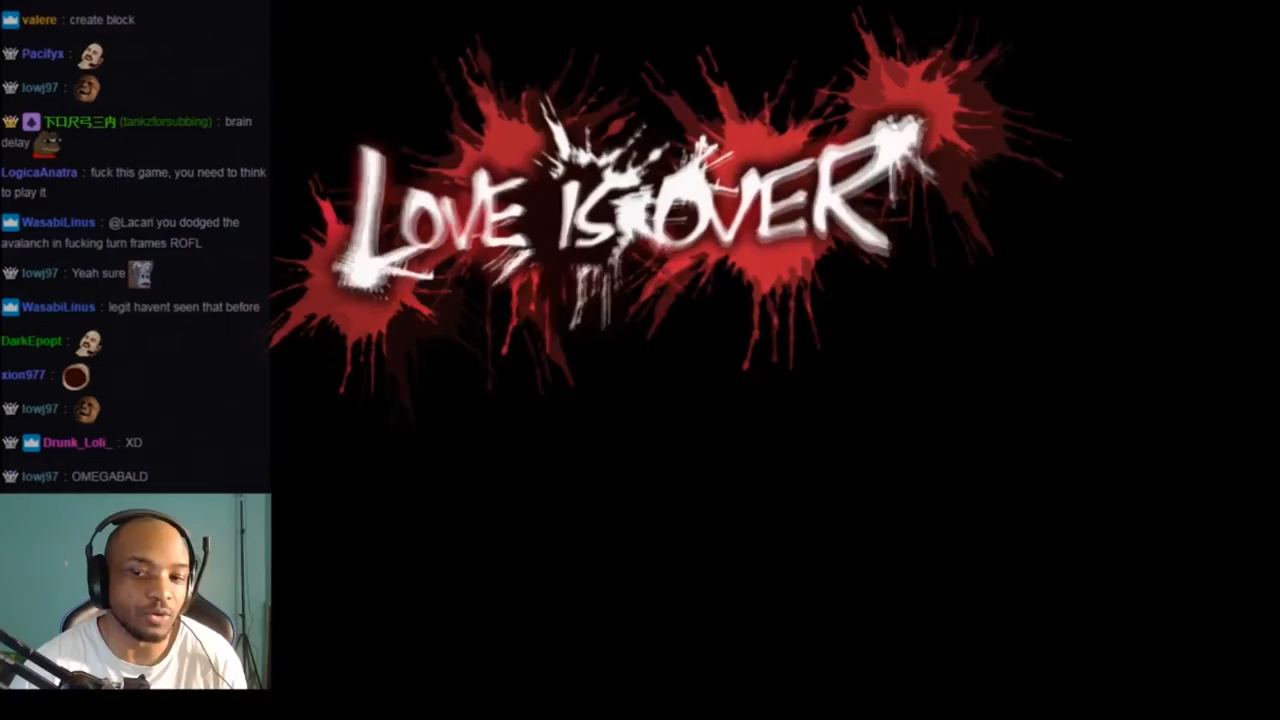 valere : create block
Pacifyx :
lowj97 :
下口尺弓三内 (tankzforsubbing) : brain
delay
LogicaAnatra : fuck this game, you need to think
to play it
WasabiLinus : @Lacari you dodged the
avalanch in fucking turn frames ROFL
lowj97 : Yeah sure
WasabiLinus : legit havent seen that before
DarkEpopt :
xion977 :
lowj97 :
Drunk_Loli_ : XD
lowj97 : OMEGABALD
LOVE IS OVER